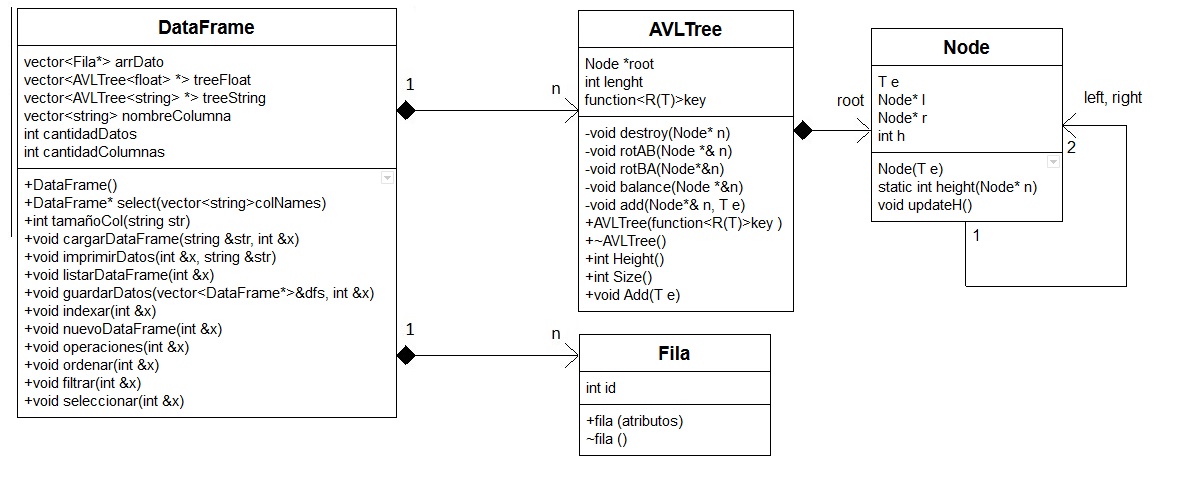 DataFrame
vector<Fila*> arrDato
vector<AVLTree<float> *> treeFloat
vector<AVLTree<string> *> treeString
vector<string> nombreColumna
int cantidadDatos
int cantidadColumnas
+DataFrame()
+DataFrame* select(vector<string>colNames)
+int tamañoCol(string str)
+void cargarDataFrame(string &str, int &x)
+void imprimirDatos(int &x, string &str)
+void listarDataFrame(int &x)
+void guardarDatos(vector<DataFrame*>&dfs, int &x)
+void indexar(int &x)
+void nuevoDataFrame(int &x)
+void operaciones(int &x)
+void ordenar(int &x)
+void filtrar(int &x)
+void seleccionar(int &x)
1
n
1
n
AVLTree
Node *root
int lenght
function<R(T)>key
-void destroy(Node* n)
-void rotAB(Node *& n)
-void rotBA(Node*&n)
-void balance(Node *&n)
-void add(Node*& n, T e)
+AVLTree(function<R(T)>key )
+~AVLTree()
+int Height()
+int Size()
+void Add(T e)
Fila
int id
+fila (atributos)
~fila ()
root
Node
T e
Node* l
Node* r
int h
Node(T e)
static int height(Node* n)
void updateH()
left, right
2
1